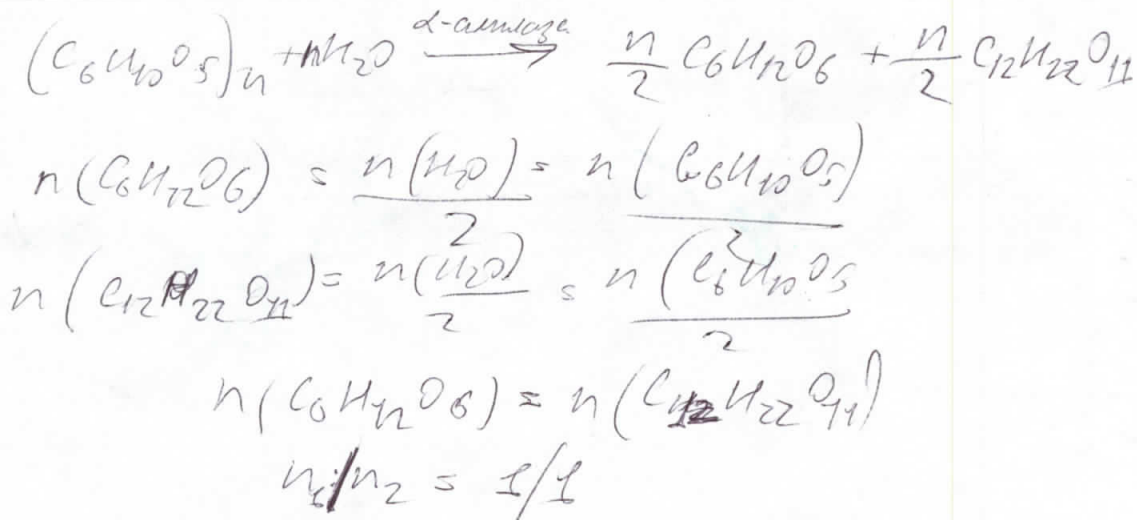 (C₆H₁₀O₅)n + nH₂O —α-амилаза→ n/2 C₆H₁₂O₆ + n/2 C₁₂H₂₂O₁₁
n(C₆H₂₂O₆) = n(H₂O)/2 = n(C₆H₁₀O₅)/2
n(C₁₂H₂₂O₁₁) = n(H₂O)/2 = n(C₆H₁₀O₅/2
n(C₆H₁₂O₆) = n(C₁₂H₂₂O₁₁)
n₁/n₂ = 1/1